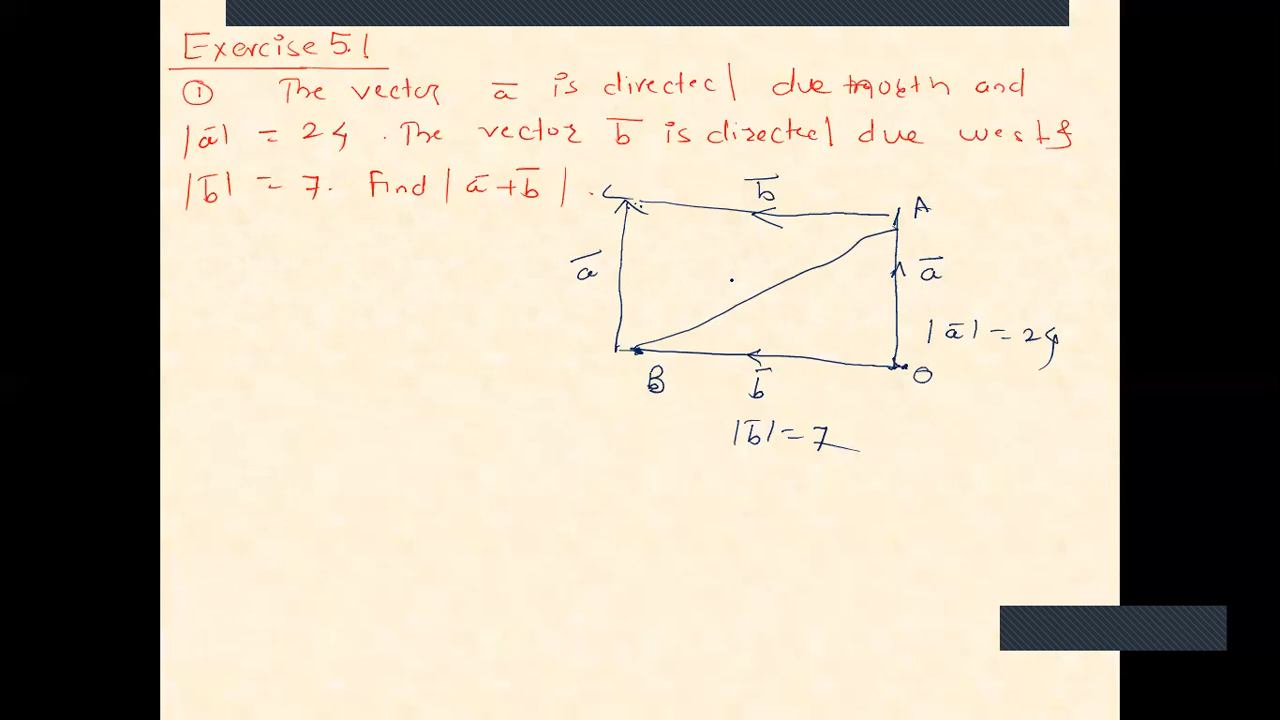 Exercise 5.1
① The vector a̅ is directed due north and
|a̅| = 24 . The vector b̅ is directed due west &
|b̅| = 7. Find |a̅+b̅| .
C
b̅
A
a̅
a̅
|a̅| = 24
B
b̅
O
|b̅| = 7